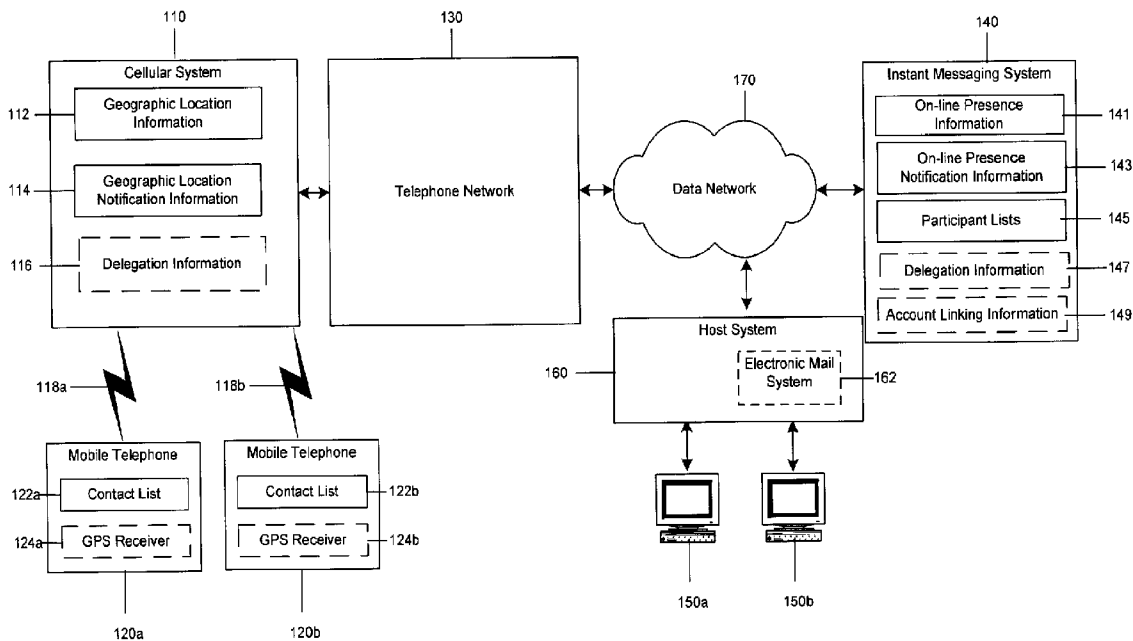 110
130
140
Cellular System
Geographic Location
Information
112
Geographic Location
Notification Information
114
Delegation Information
116
Telephone Network
170
Data Network
Instant Messaging System
On-line Presence
Information
141
On-line Presence
Notification Information
143
Participant Lists
145
Delegation Information
147
Account Linking Information
149
Host System
160
Electronic Mail
System
162
118a
118b
Mobile Telephone
122a
Contact List
124a
GPS Receiver
Mobile Telephone
Contact List
122b
GPS Receiver
124b
120a
120b
150a
150b